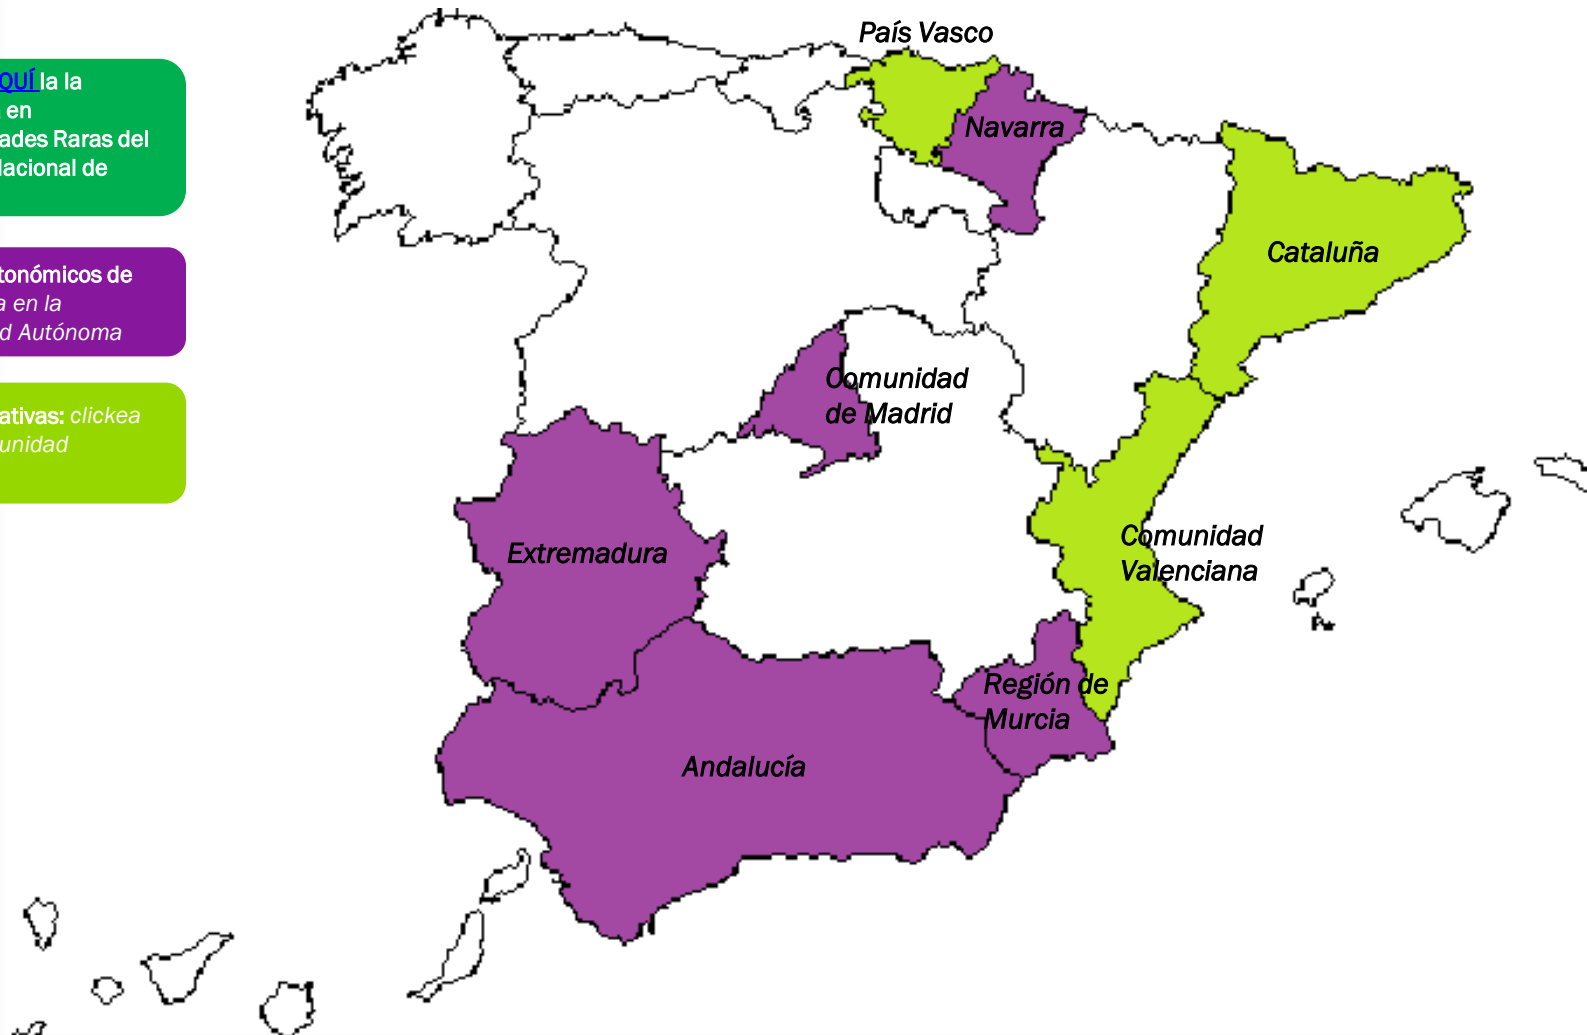 QUÍ la la
en
ades Raras del
acional de
tonómicos de
a en la
d Autónoma
ativas: clickea
unidad
País Vasco
Navarra
Cataluña
Comunidad
de Madrid
Extremadura
Comunidad
Valenciana
Región de
Murcia
Andalucía